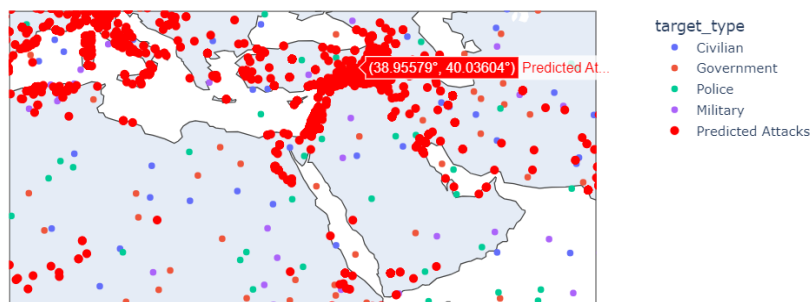 target_type
Civilian
Government
Police
Military
Predicted Attacks
(38.95579°, 40.03604°) Predicted At...